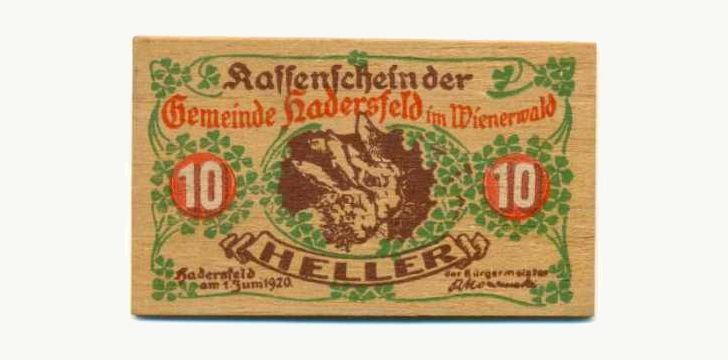 Kassenschein der
Gemeinde Hadersfeld im Wienerwald
10 10
HELLER
Hadersfeld
am 1. Juni 1920.
der Bürgermeister